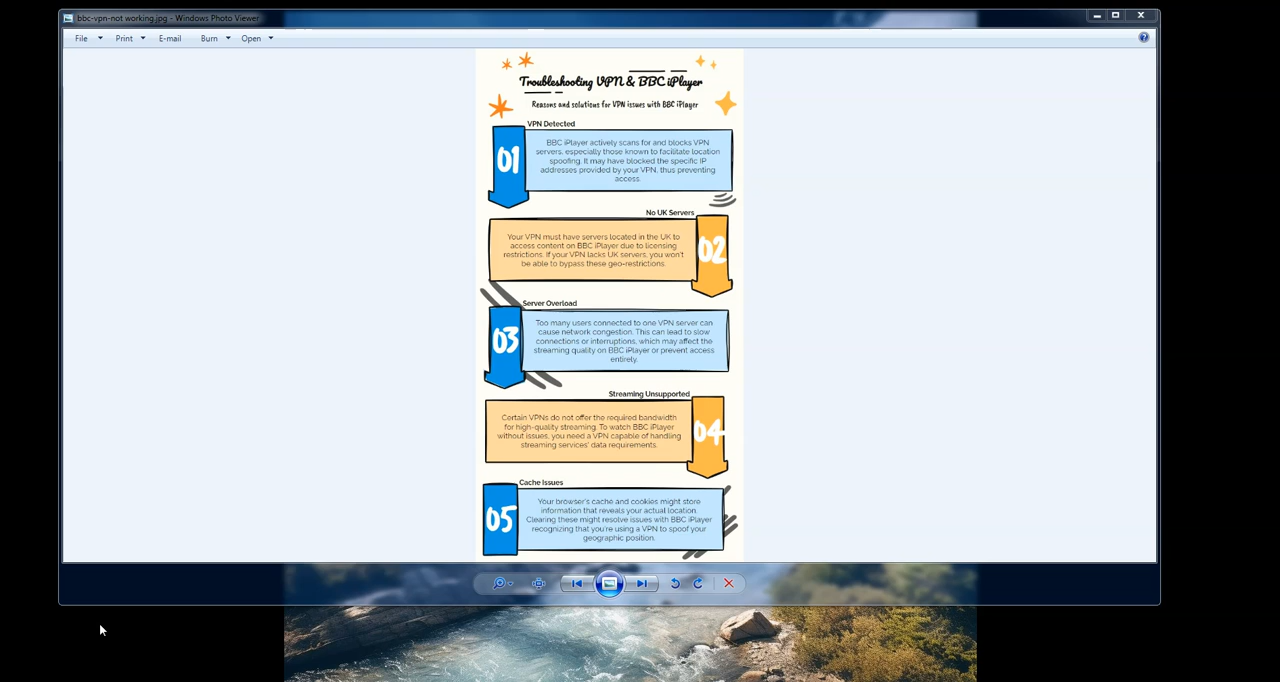 bbc-vpn-not working.jpg - Windows Photo Viewer
File Print E-mail Burn Open
Troubleshooting VPN & BBC iPlayer
Reasons and solutions for VPN issues with BBC iPlayer
VPN Detected
01
BBC iPlayer actively scans for and blocks VPN
servers, especially those known to facilitate location
spoofing. It may have blocked the specific IP
addresses provided by your VPN, thus preventing
access.
No UK Servers
02
Your VPN must have servers located in the UK to
access content on BBC iPlayer due to licensing
restrictions. If your VPN lacks UK servers, you won't
be able to bypass these geo-restrictions.
Server Overload
03
Too many users connected to one VPN server can
cause network congestion. This can lead to slow
connections or interruptions, which may affect the
streaming quality on BBC iPlayer or prevent access
entirely.
Streaming Unsupported
04
Certain VPNs do not offer the required bandwidth
for high-quality streaming. To watch BBC iPlayer
without issues, you need a VPN capable of handling
streaming services' data requirements.
Cache Issues
05
Your browser's cache and cookies might store
information that reveals your actual location.
Clearing these might resolve issues with BBC iPlayer
recognizing that you're using a VPN to spoof your
geographic position.